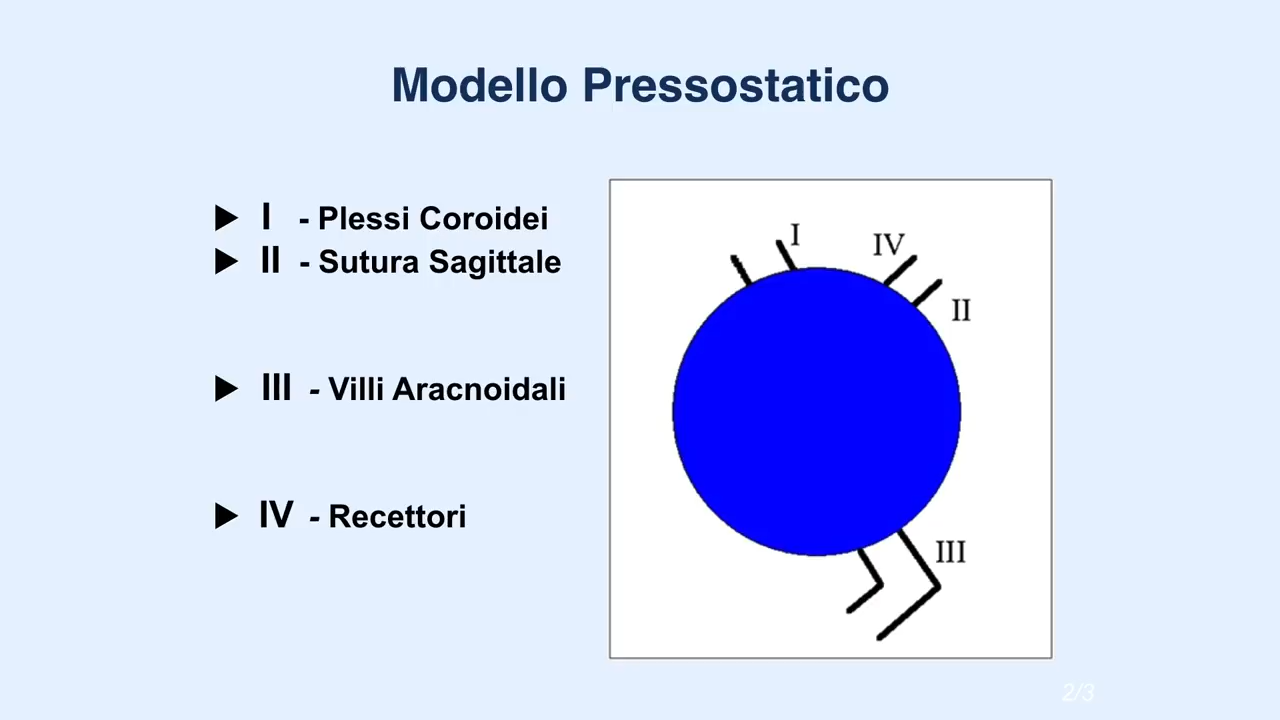 Modello Pressostatico
▶ I - Plessi Coroidei
▶ II - Sutura Sagittale
▶ III - Villi Aracnoidali
▶ IV - Recettori
I
IV
II
III
2/3